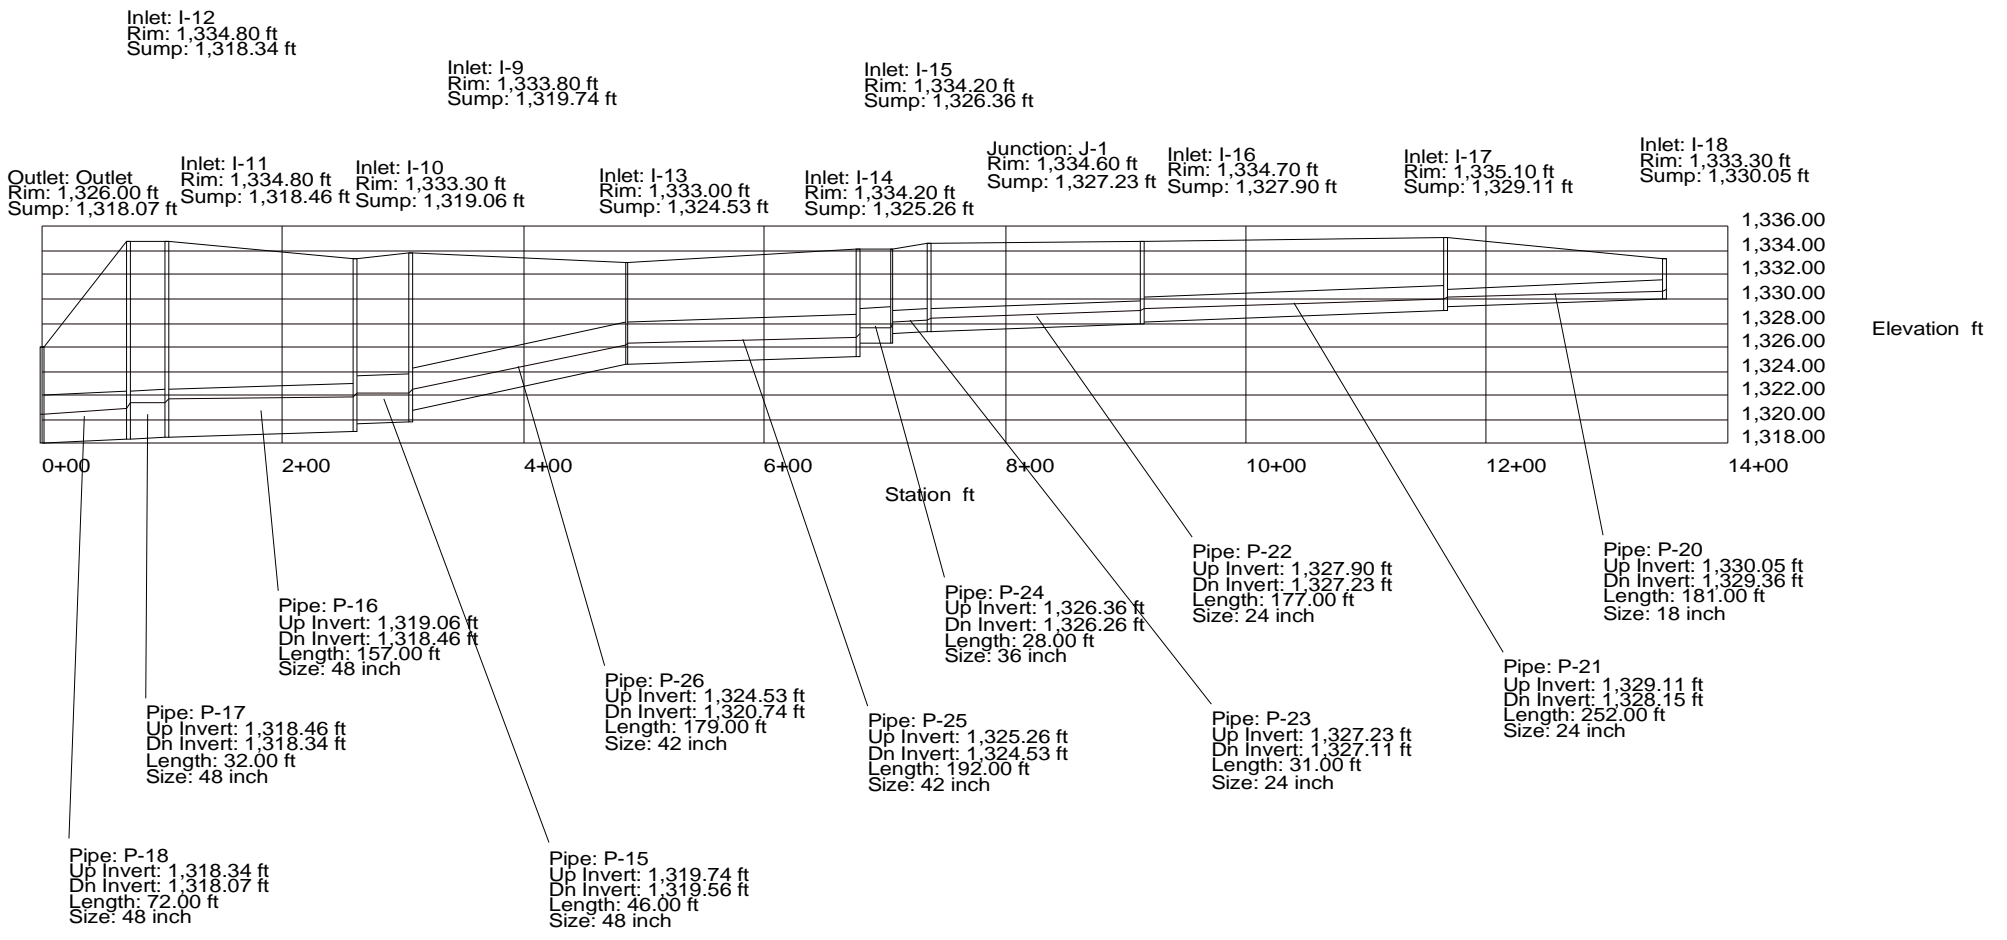 Inlet: I-12
Rim: 1,334.80 ft
Sump: 1,318.34 ft
Inlet: I-9
Rim: 1,333.80 ft
Sump: 1,319.74 ft
Inlet: I-15
Rim: 1,334.20 ft
Sump: 1,326.36 ft
Outlet: Outlet
Rim: 1,326.00 ft
Sump: 1,318.07 ft
Inlet: I-11
Rim: 1,334.80 ft
Sump: 1,318.46 ft
Inlet: I-10
Rim: 1,333.30 ft
Sump: 1,319.06 ft
Inlet: I-13
Rim: 1,333.00 ft
Sump: 1,324.53 ft
Inlet: I-14
Rim: 1,334.20 ft
Sump: 1,325.26 ft
Junction: J-1
Rim: 1,334.60 ft
Sump: 1,327.23 ft
Inlet: I-16
Rim: 1,334.70 ft
Sump: 1,327.90 ft
Inlet: I-17
Rim: 1,335.10 ft
Sump: 1,329.11 ft
Inlet: I-18
Rim: 1,333.30 ft
Sump: 1,330.05 ft
1,336.00
1,334.00
1,332.00
1,330.00
1,328.00
1,326.00
1,324.00
1,322.00
1,320.00
1,318.00
Elevation ft
0+00 2+00 4+00 6+00 8+00 10+00 12+00 14+00
Station ft
Pipe: P-18
Up Invert: 1,318.34 ft
Dn Invert: 1,318.07 ft
Length: 72.00 ft
Size: 48 inch
Pipe: P-17
Up Invert: 1,318.46 ft
Dn Invert: 1,318.34 ft
Length: 32.00 ft
Size: 48 inch
Pipe: P-16
Up Invert: 1,319.06 ft
Dn Invert: 1,318.46 ft
Length: 157.00 ft
Size: 48 inch
Pipe: P-15
Up Invert: 1,319.74 ft
Dn Invert: 1,319.56 ft
Length: 46.00 ft
Size: 48 inch
Pipe: P-26
Up Invert: 1,324.53 ft
Dn Invert: 1,320.74 ft
Length: 179.00 ft
Size: 42 inch
Pipe: P-25
Up Invert: 1,325.26 ft
Dn Invert: 1,324.53 ft
Length: 192.00 ft
Size: 42 inch
Pipe: P-24
Up Invert: 1,326.36 ft
Dn Invert: 1,326.26 ft
Length: 28.00 ft
Size: 36 inch
Pipe: P-23
Up Invert: 1,327.23 ft
Dn Invert: 1,327.11 ft
Length: 31.00 ft
Size: 24 inch
Pipe: P-22
Up Invert: 1,327.90 ft
Dn Invert: 1,327.23 ft
Length: 177.00 ft
Size: 24 inch
Pipe: P-21
Up Invert: 1,329.11 ft
Dn Invert: 1,328.15 ft
Length: 252.00 ft
Size: 24 inch
Pipe: P-20
Up Invert: 1,330.05 ft
Dn Invert: 1,329.36 ft
Length: 181.00 ft
Size: 18 inch